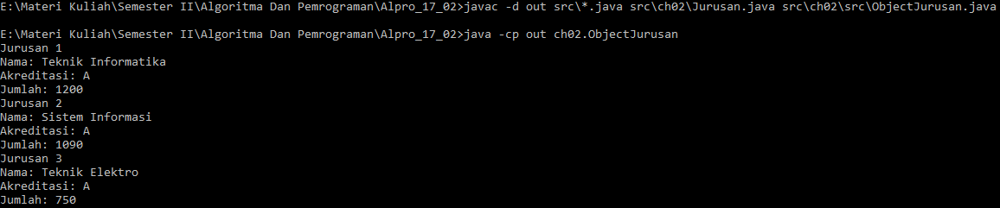 E:\Materi Kuliah\Semester II\Algoritma Dan Pemrograman\Alpro_17_02>javac -d out src\*.java src\ch02\Jurusan.java src\ch02\src\ObjectJurusan.java
E:\Materi Kuliah\Semester II\Algoritma Dan Pemrograman\Alpro_17_02>java -cp out ch02.ObjectJurusan
Jurusan 1
Nama: Teknik Informatika
Akreditasi: A
Jumlah: 1200
Jurusan 2
Nama: Sistem Informasi
Akreditasi: A
Jumlah: 1090
Jurusan 3
Nama: Teknik Elektro
Akreditasi: A
Jumlah: 750